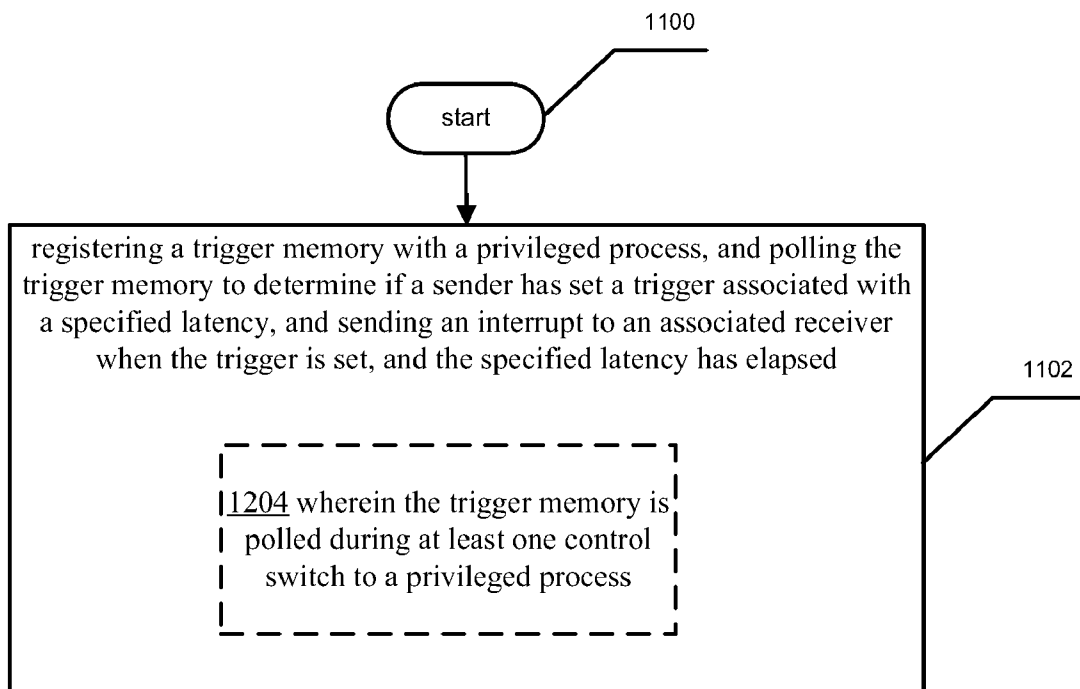 1100
start
registering a trigger memory with a privileged process, and polling the
trigger memory to determine if a sender has set a trigger associated with
a specified latency, and sending an interrupt to an associated receiver
when the trigger is set, and the specified latency has elapsed
1102
1204 wherein the trigger memory is
polled during at least one control
switch to a privileged process